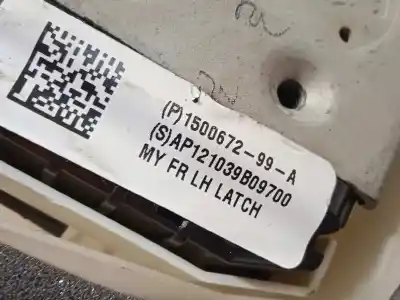 (P)1500672-99-A
(S)AP121039B09700
MY FR LH LATCH